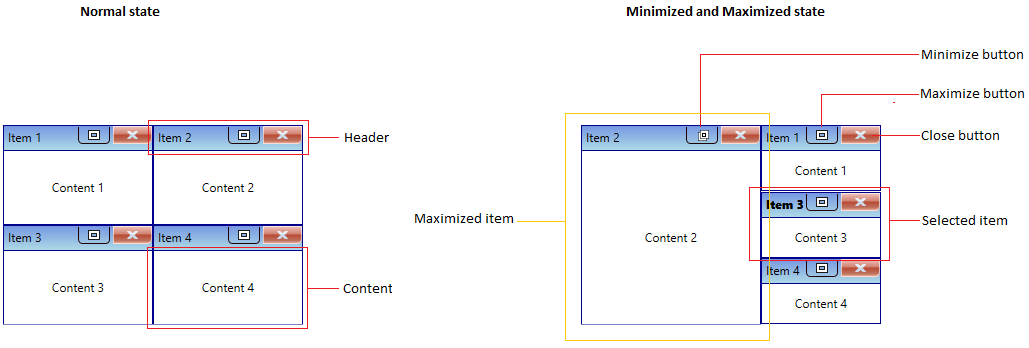 Normal state
Minimized and Maximized state
Minimize button
Maximize button
Item 1
Item 2
Header
Item 2
Item 1
Close button
Content 1
Content 2
Content 1
Item 3
Maximized item
Selected item
Item 3
Item 4
Content 2
Content 3
Item 4
Content 3
Content 4
Content
Content 4